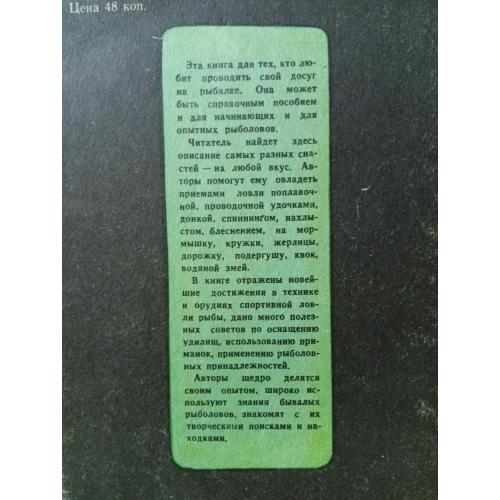 Цена 48 коп.
Эта книга для тех, кто лю-
бит проводить свой досуг
на рыбалке. Она может
быть справочным пособием
и для начинающих и для
опытных рыболовов.
Читатель найдет здесь
описание самых разных сна-
стей — на любой вкус. Ав-
торы помогут ему овладеть
приемами ловли поплавоч-
ной, проводочной удочками,
донкой, спиннингом, нахлы-
стом, блеснением, на мор-
мышку, кружки, жерлицы,
дорожку, подергушу, квок,
водяной змей.
В книге отражены новей-
шие достижения в технике
и орудиях спортивной лов-
ли рыбы, дано много полез-
ных советов по оснащению
удилищ, использованию при-
манок, применению рыболов-
ных принадлежностей.
Авторы щедро делятся
своим опытом, широко ис-
пользуют знания бывалых
рыболовов, знакомят с их
творческими поисками и на-
ходками.